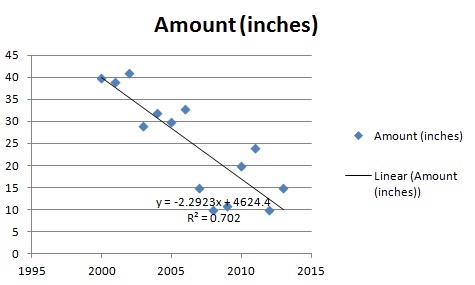 Amount (inches)
45
40
35
30
25
20
15
10
5
0
1995
2000
2005
2010
2015
y = -2.2923x + 4624.4
R² = 0.702
Amount (inches)
Linear (Amount
(inches))